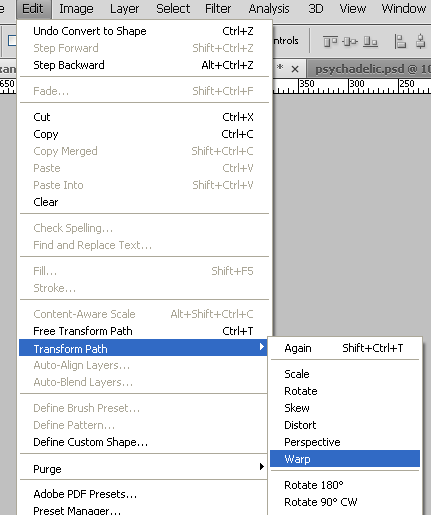 Edit Image Layer Select Filter Analysis 3D View Window
Undo Convert to Shape Ctrl+Z
Step Forward Shift+Ctrl+Z
Step Backward Alt+Ctrl+Z
ntrols
* × psychadelic.psd @ 10
650
350 300 250
Fade... Shift+Ctrl+F
Cut Ctrl+X
Copy Ctrl+C
Copy Merged Shift+Ctrl+C
Paste Ctrl+V
Paste Into Shift+Ctrl+V
Clear
Check Spelling...
Find and Replace Text...
Fill... Shift+F5
Stroke...
Content-Aware Scale Alt+Shift+Ctrl+C
Free Transform Path Ctrl+T
Transform Path
Auto-Align Layers...
Auto-Blend Layers...
Define Brush Preset...
Define Pattern...
Define Custom Shape...
Purge
Adobe PDF Presets...
Preset Manager...
Again Shift+Ctrl+T
Scale
Rotate
Skew
Distort
Perspective
Warp
Rotate 180°
Rotate 90° CW